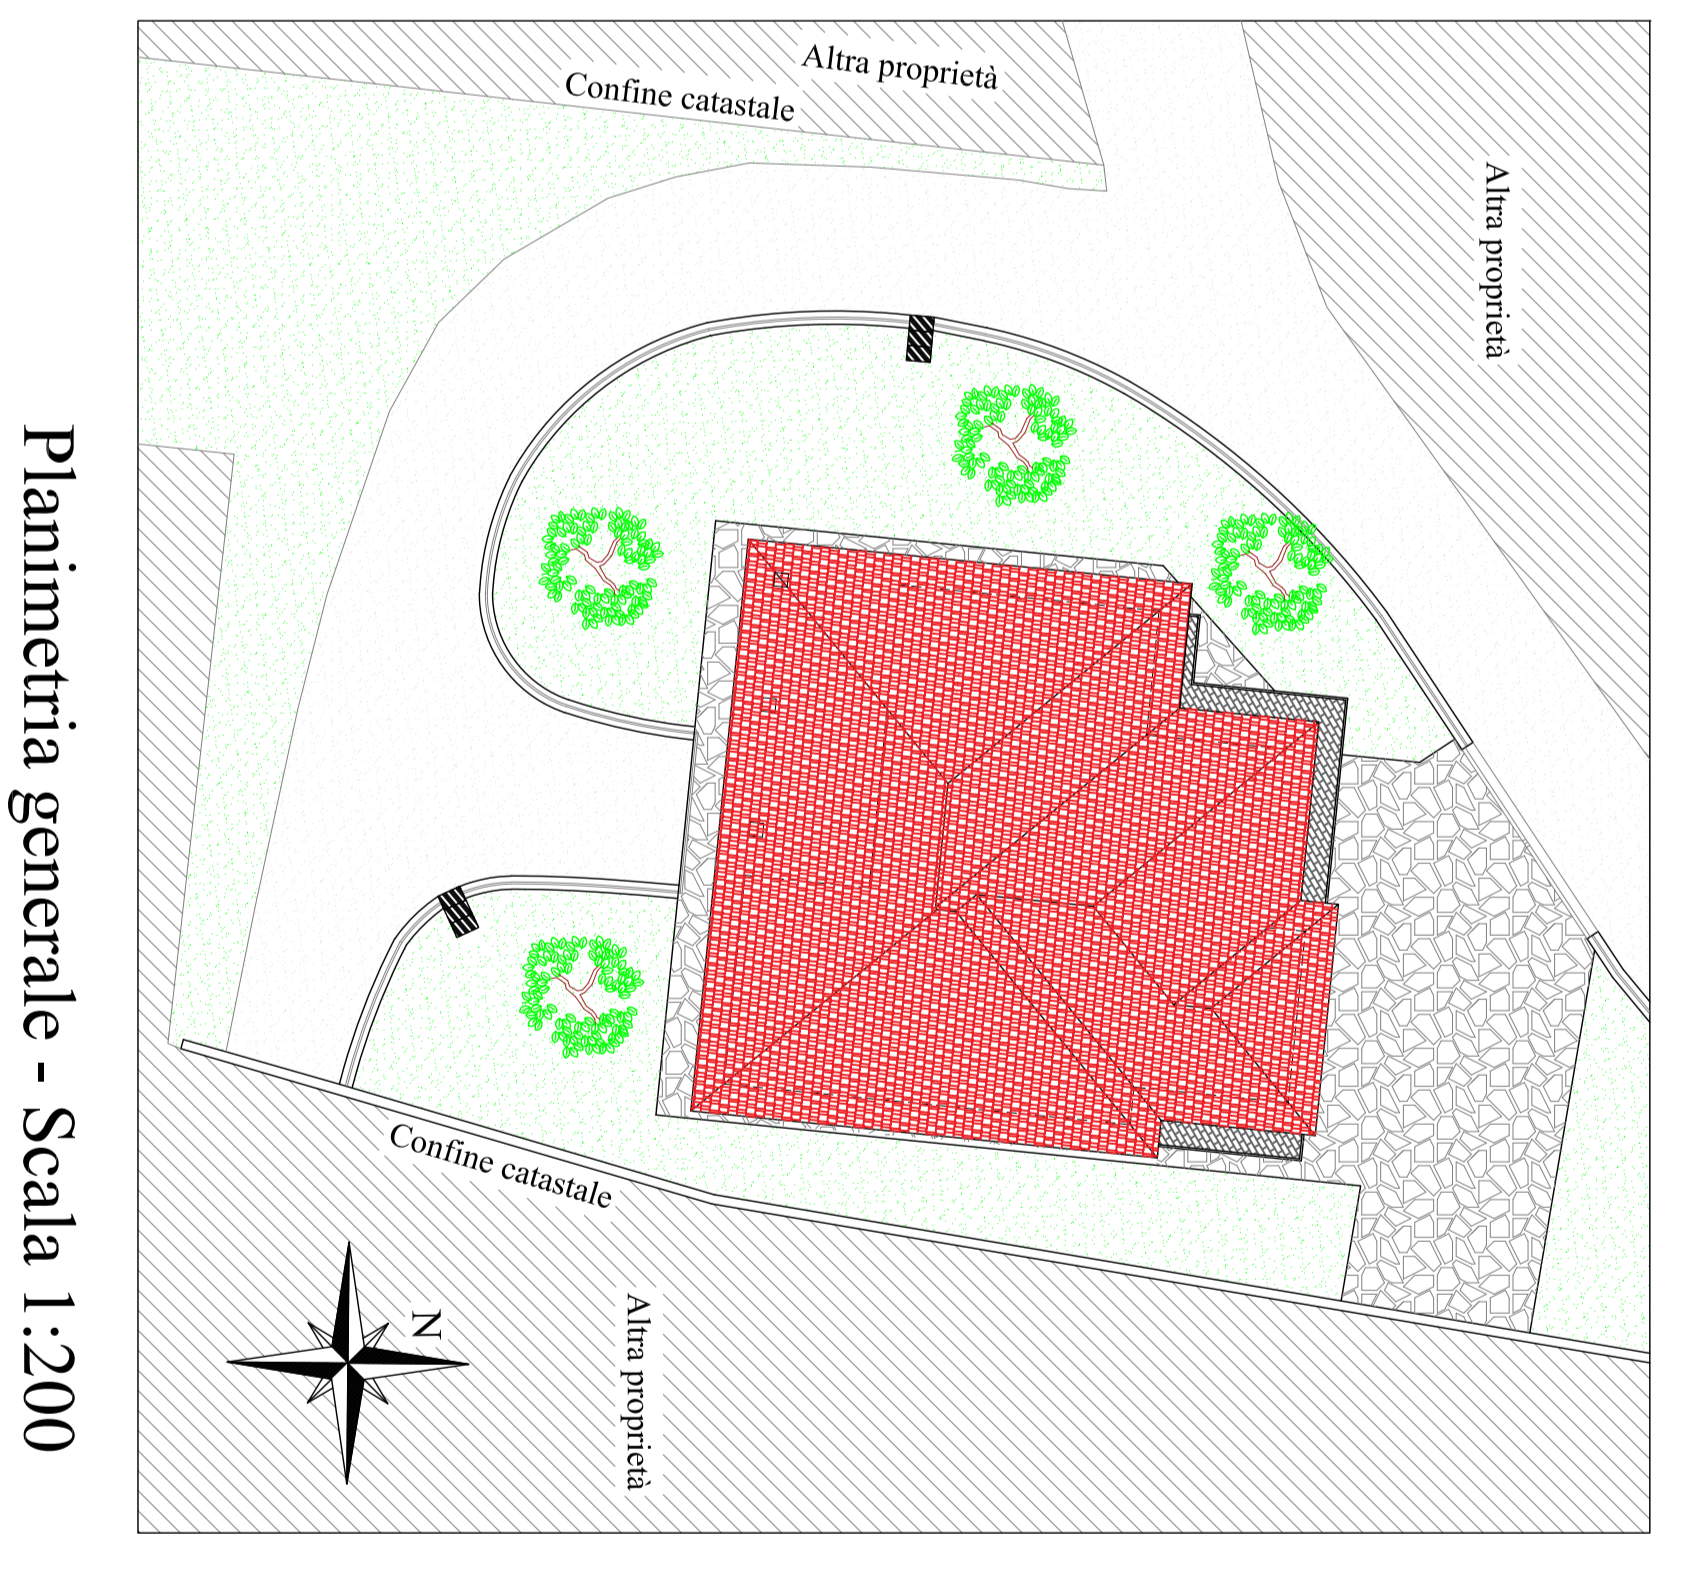 Altra proprietà
Confine catastale
Altra proprietà
Confine catastale
Altra proprietà
N
Planimetria generale - Scala 1:200